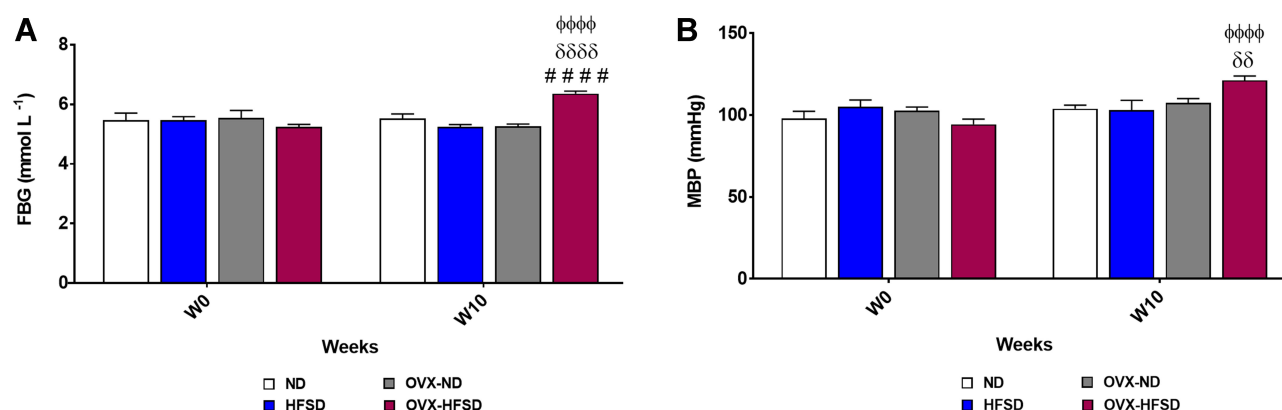 A
FBG (mmol L -1)
8
6
4
2
0
ϕϕϕϕ
δδδδ
# # # #
W0
W10
Weeks
ND
OVX-ND
HFSD
OVX-HFSD
B
MBP (mmHg)
150
100
50
0
ϕϕϕϕ
δδ
W0
W10
Weeks
ND
OVX-ND
HFSD
OVX-HFSD